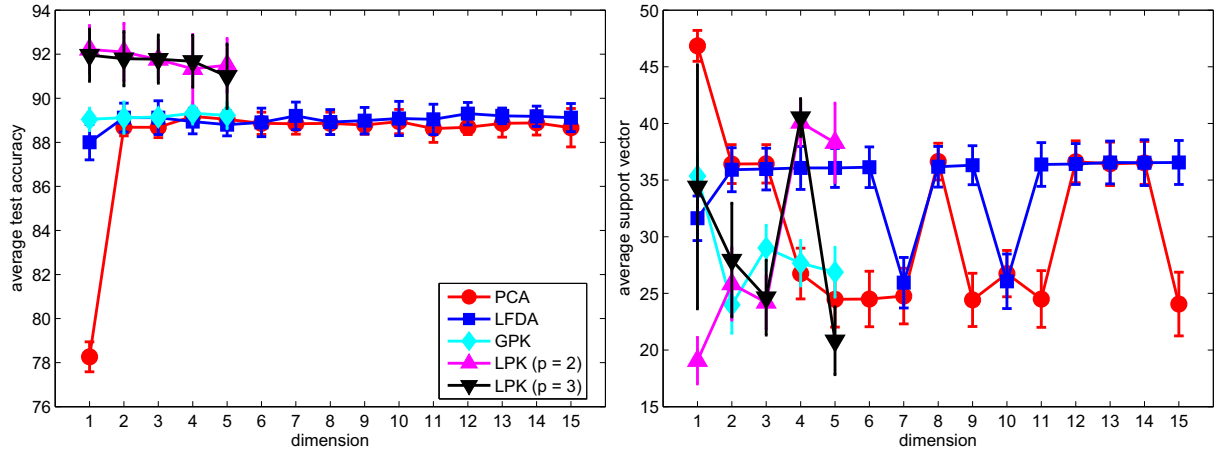 94
92
90
88
86
84
82
80
78
76
average test accuracy
1 2 3 4 5 6 7 8 9 10 11 12 13 14 15
dimension
PCA
LFDA
GPK
LPK (p = 2)
LPK (p = 3)
50
45
40
35
30
25
20
15
average support vector
1 2 3 4 5 6 7 8 9 10 11 12 13 14 15
dimension